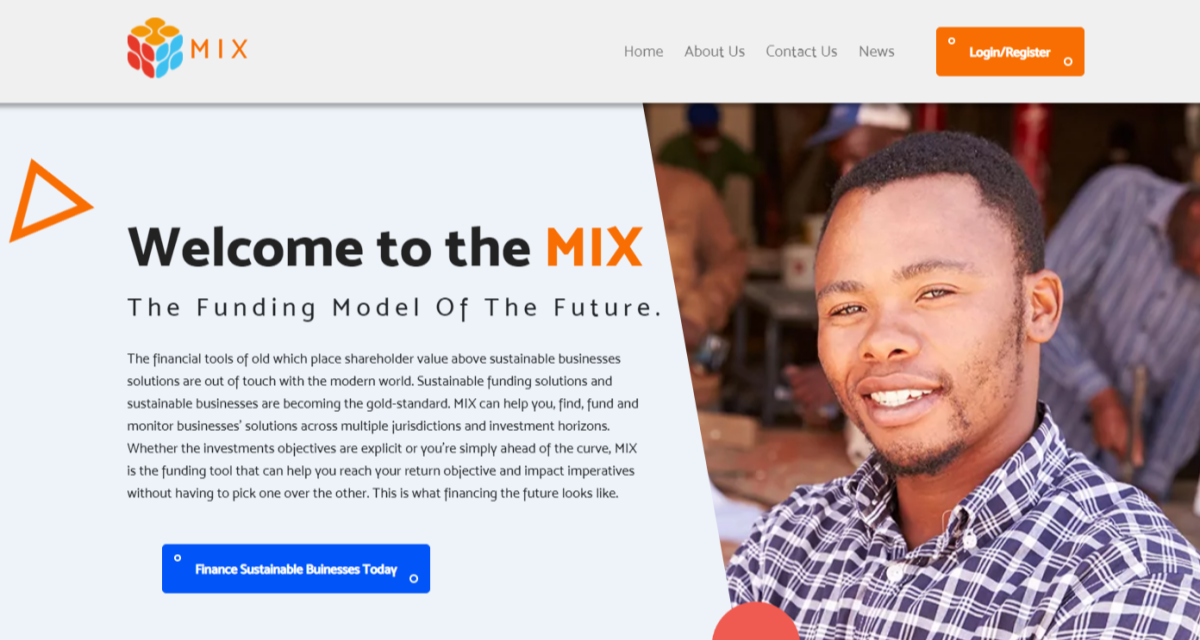 MIX
Home About Us Contact Us News Login/Register
Welcome to the MIX
The Funding Model Of The Future.
The financial tools of old which place shareholder value above sustainable businesses
solutions are out of touch with the modern world. Sustainable funding solutions and
sustainable businesses are becoming the gold-standard. MIX can help you, find, fund and
monitor businesses' solutions across multiple jurisdictions and investment horizons.
Whether the investments objectives are explicit or you're simply ahead of the curve, MIX
is the funding tool that can help you reach your return objective and impact imperatives
without having to pick one over the other. This is what financing the future looks like.
Finance Sustainable Buinesses Today